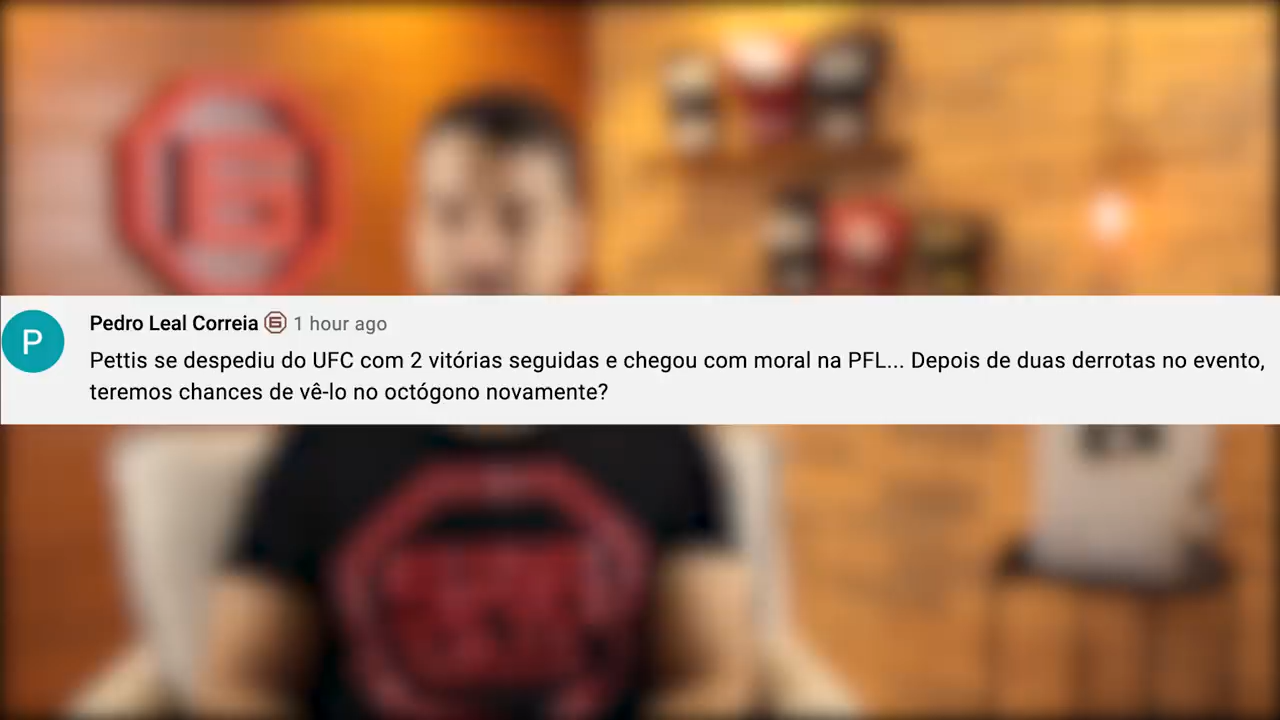 P
Pedro Leal Correia 1 hour ago
Pettis se despediu do UFC com 2 vitórias seguidas e chegou com moral na PFL... Depois de duas derrotas no evento,
teremos chances de vê-lo no octógono novamente?